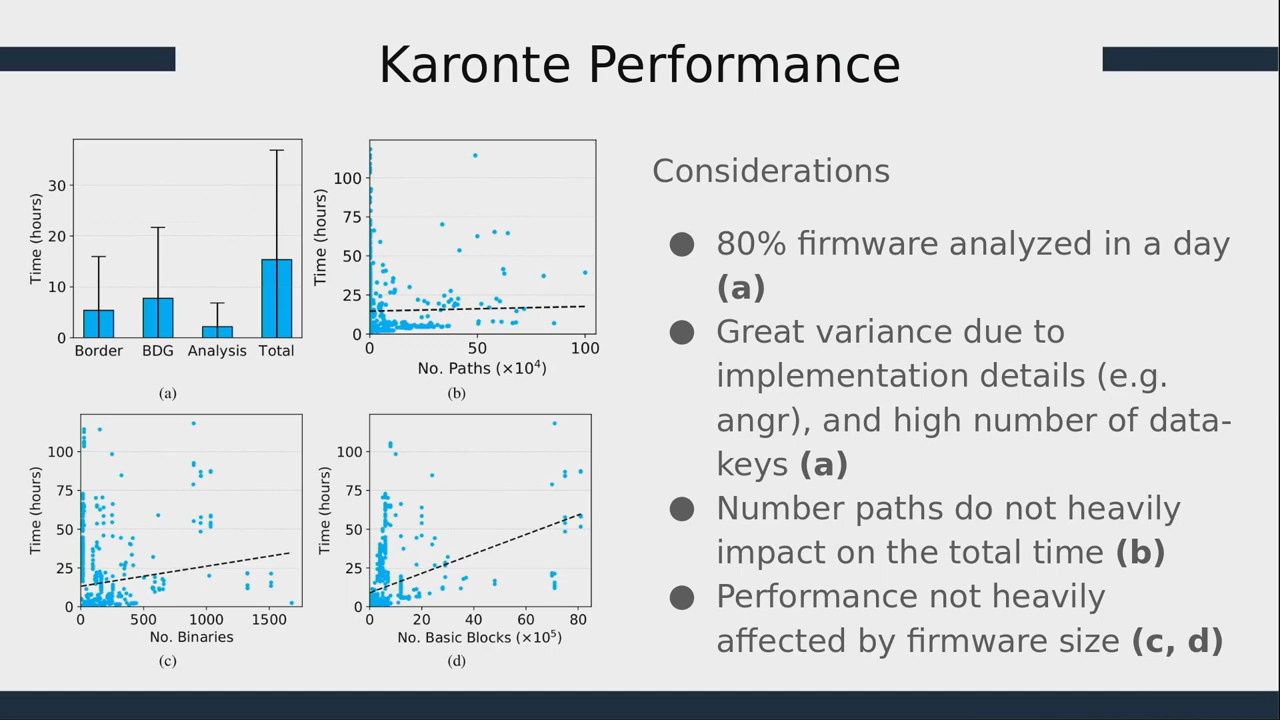 Karonte Performance
Time (hours)
30
20
10
0
Border BDG Analysis Total
(a)
Time (hours)
100
75
50
25
0
0 50 100
No. Paths (×10⁴)
(b)
Time (hours)
100
75
50
25
0
0 500 1000 1500
No. Binaries
(c)
Time (hours)
100
75
50
25
0
0 20 40 60 80
No. Basic Blocks (×10⁵)
(d)
Considerations
● 80% firmware analyzed in a day
(a)
● Great variance due to
implementation details (e.g.
angr), and high number of data-
keys (a)
● Number paths do not heavily
impact on the total time (b)
● Performance not heavily
affected by firmware size (c, d)